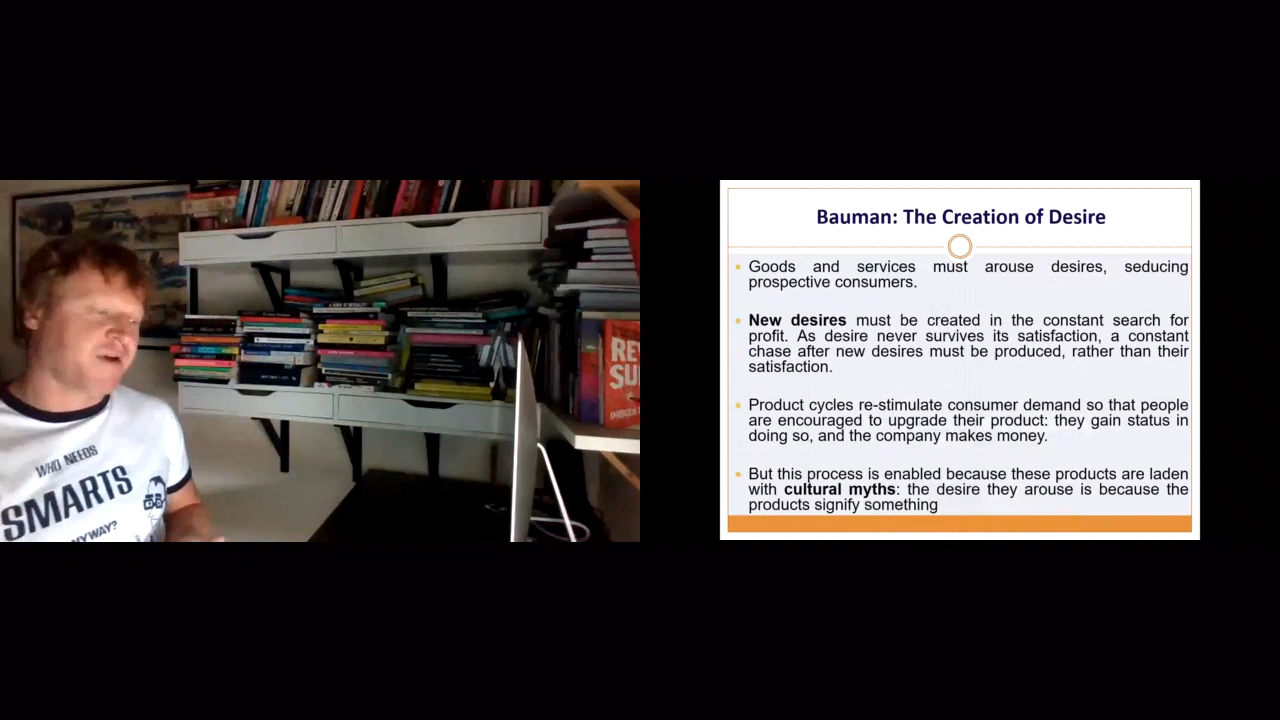 WHO NEEDS
SMARTS
ANYWAY?
RE
SU
IMOGEN
Bauman: The Creation of Desire
Goods and services must arouse desires, seducing
prospective consumers.
New desires must be created in the constant search for
profit. As desire never survives its satisfaction, a constant
chase after new desires must be produced, rather than their
satisfaction.
Product cycles re-stimulate consumer demand so that people
are encouraged to upgrade their product: they gain status in
doing so, and the company makes money.
But this process is enabled because these products are laden
with cultural myths: the desire they arouse is because the
products signify something